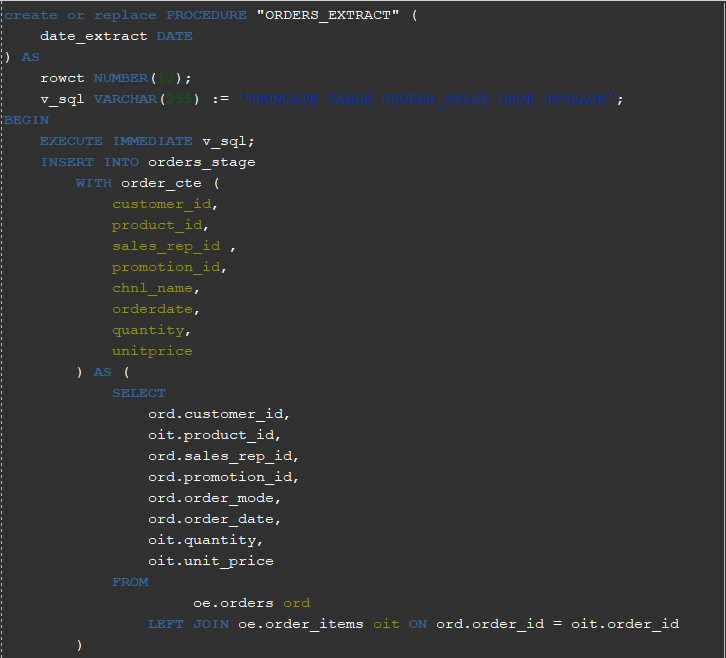 create or replace PROCEDURE "ORDERS_EXTRACT" (
    date_extract DATE
) AS
    rowct NUMBER(10);
    v_sql VARCHAR(255) := 'TRUNCATE TABLE ORDERS_STAGE DROP STORAGE';
BEGIN
    EXECUTE IMMEDIATE v_sql;
    INSERT INTO orders_stage
        WITH order_cte (
            customer_id,
            product_id,
            sales_rep_id ,
            promotion_id,
            chnl_name,
            orderdate,
            quantity,
            unitprice
        ) AS (
            SELECT
                ord.customer_id,
                oit.product_id,
                ord.sales_rep_id,
                ord.promotion_id,
                ord.order_mode,
                ord.order_date,
                oit.quantity,
                oit.unit_price
            FROM
                     oe.orders ord
                LEFT JOIN oe.order_items oit ON ord.order_id = oit.order_id
        )